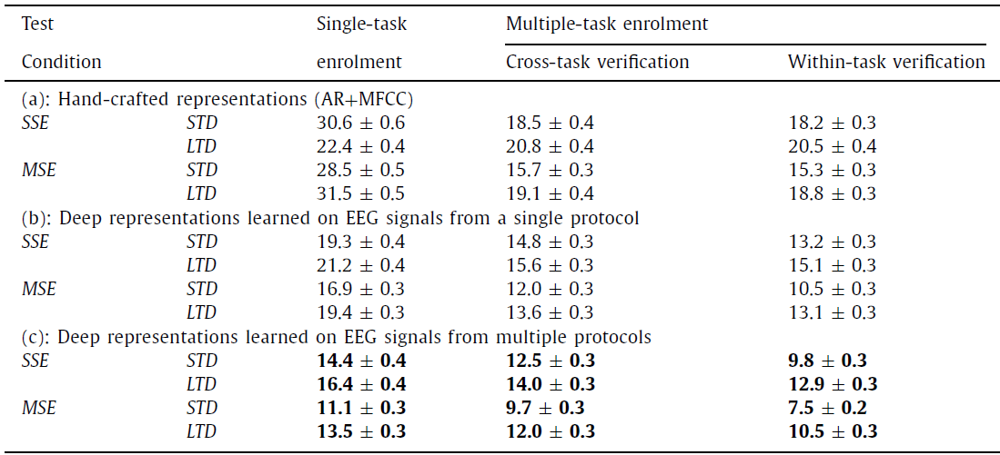 Test Single-task Multiple-task enrolment
Condition enrolment Cross-task verification Within-task verification
(a): Hand-crafted representations (AR+MFCC)
SSE STD 30.6 ± 0.6 18.5 ± 0.4 18.2 ± 0.3
LTD 22.4 ± 0.4 20.8 ± 0.4 20.5 ± 0.4
MSE STD 28.5 ± 0.5 15.7 ± 0.3 15.3 ± 0.3
LTD 31.5 ± 0.5 19.1 ± 0.4 18.8 ± 0.3
(b): Deep representations learned on EEG signals from a single protocol
SSE STD 19.3 ± 0.4 14.8 ± 0.3 13.2 ± 0.3
LTD 21.2 ± 0.4 15.6 ± 0.3 15.1 ± 0.3
MSE STD 16.9 ± 0.3 12.0 ± 0.3 10.5 ± 0.3
LTD 19.4 ± 0.3 13.6 ± 0.3 13.1 ± 0.3
(c): Deep representations learned on EEG signals from multiple protocols
SSE STD 14.4 ± 0.4 12.5 ± 0.3 9.8 ± 0.3
LTD 16.4 ± 0.4 14.0 ± 0.3 12.9 ± 0.3
MSE STD 11.1 ± 0.3 9.7 ± 0.3 7.5 ± 0.2
LTD 13.5 ± 0.3 12.0 ± 0.3 10.5 ± 0.3